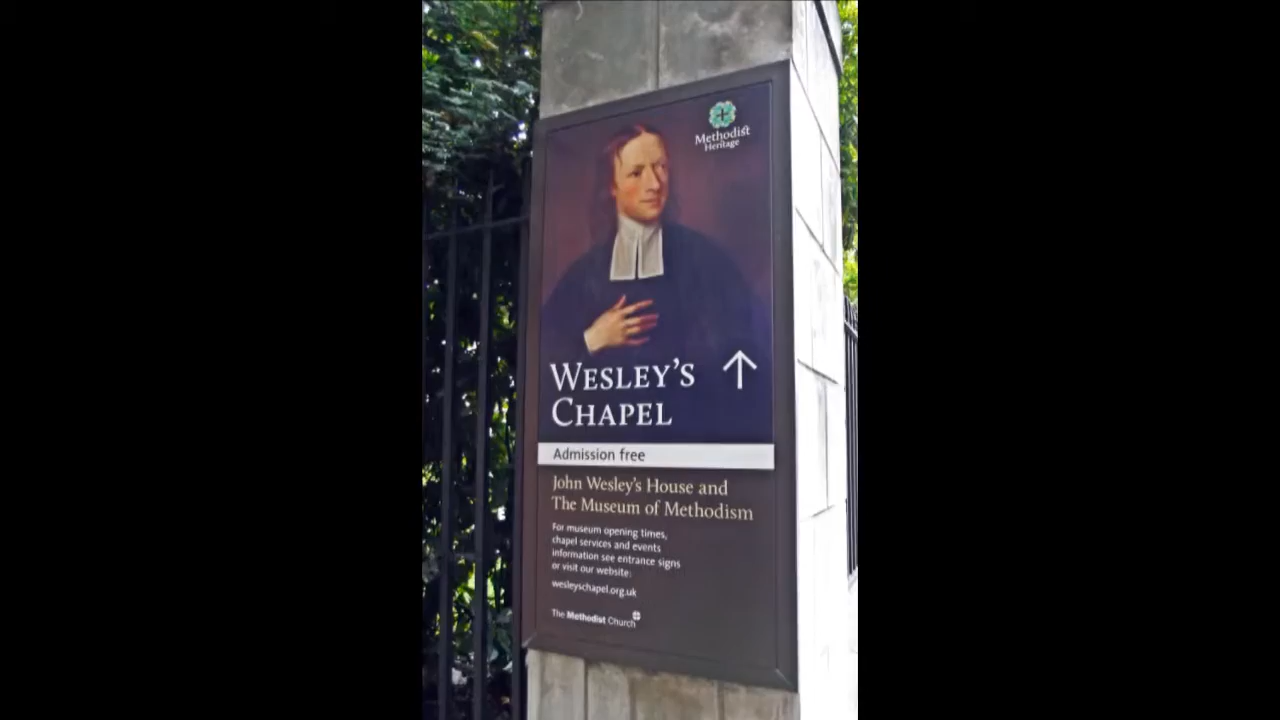 Methodist
Heritage
WESLEY'S
CHAPEL
Admission free
John Wesley's House and
The Museum of Methodism
For museum opening times,
chapel services and events
information see entrance signs
or visit our website:
wesleyschapel.org.uk
The Methodist Church